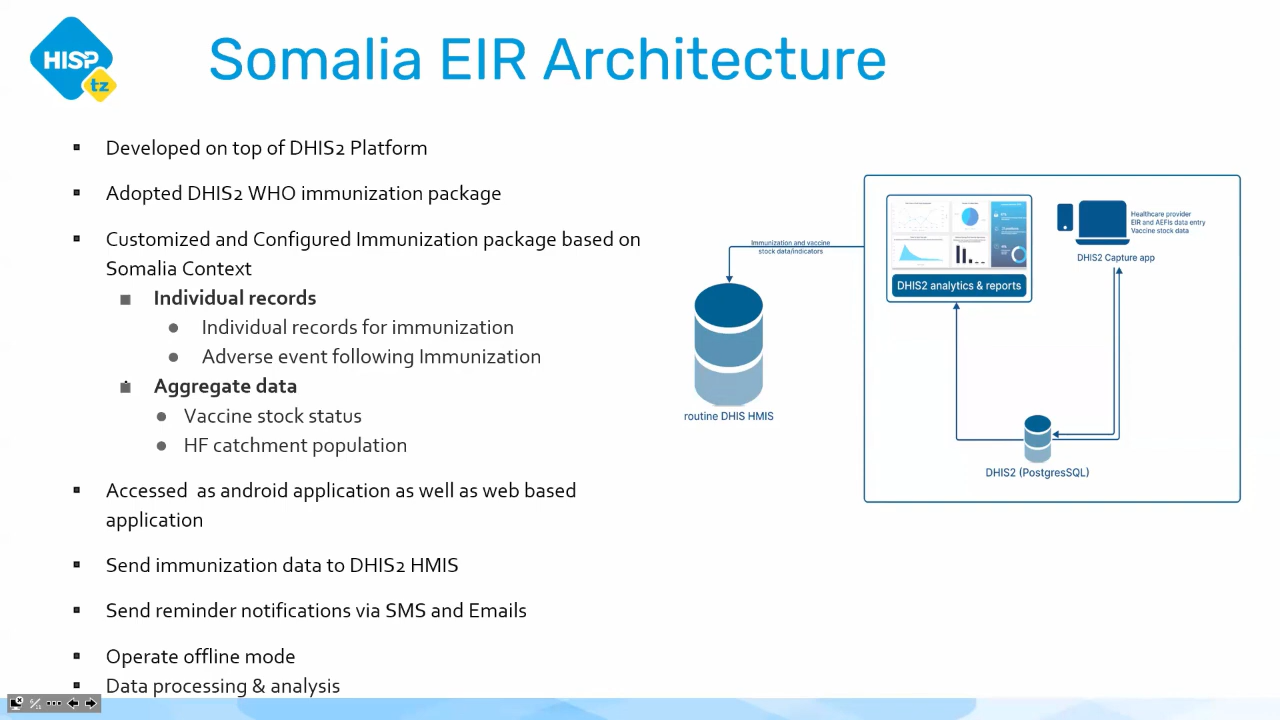 HISP
tz
Somalia EIR Architecture
Developed on top of DHIS2 Platform
Adopted DHIS2 WHO immunization package
Customized and Configured Immunization package based on
Somalia Context
Individual records
Individual records for immunization
Adverse event following Immunization
Aggregate data
Vaccine stock status
HF catchment population
Accessed as android application as well as web based
application
Send immunization data to DHIS2 HMIS
Send reminder notifications via SMS and Emails
Operate offline mode
Data processing & analysis
Immunization and vaccine
stock data/indicators
routine DHIS HMIS
DHIS2 analytics & reports
Healthcare provider
EIR and AEFIs data entry
Vaccine stock data
DHIS2 Capture app
DHIS2 (PostgresSQL)